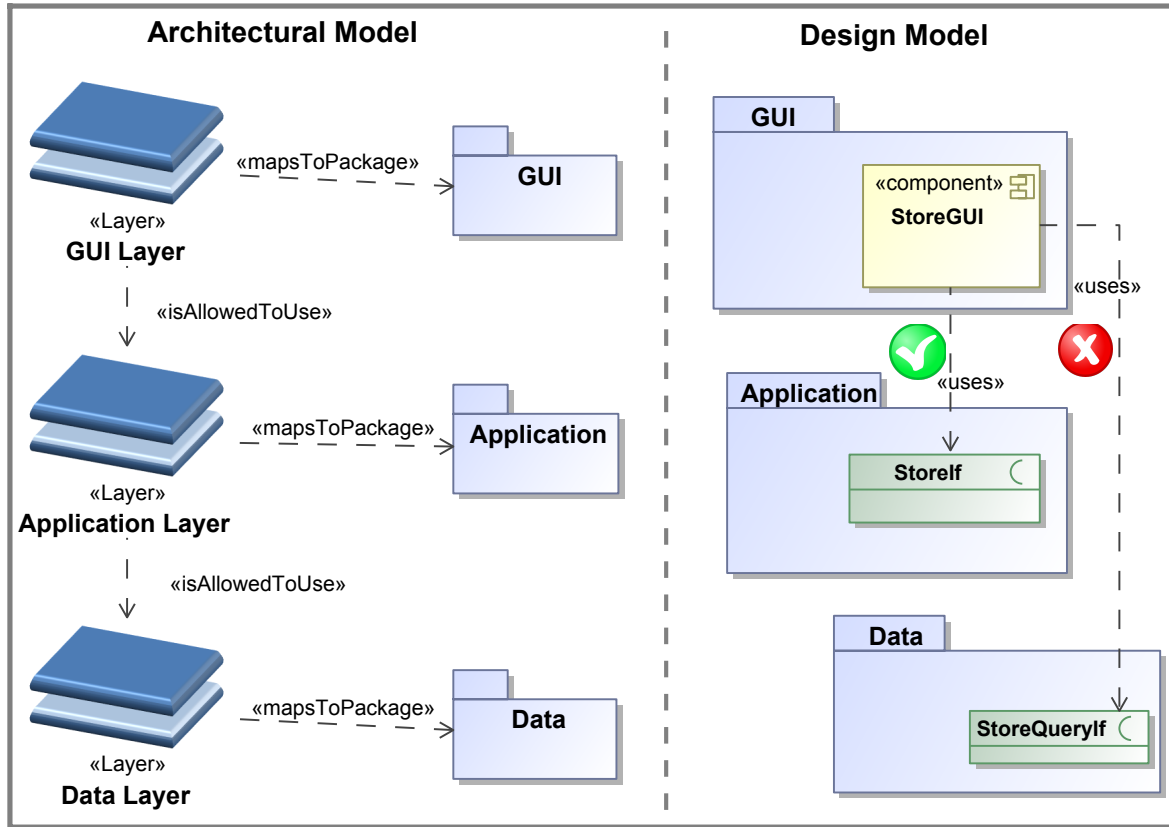 Architectural Model
«mapsToPackage»
GUI
«Layer»
GUI Layer
«isAllowedToUse»
«mapsToPackage»
Application
«Layer»
Application Layer
«isAllowedToUse»
«mapsToPackage»
Data
«Layer»
Data Layer
Design Model
GUI
«component»
StoreGUI
«uses»
«uses»
Application
StoreIf
Data
StoreQueryIf